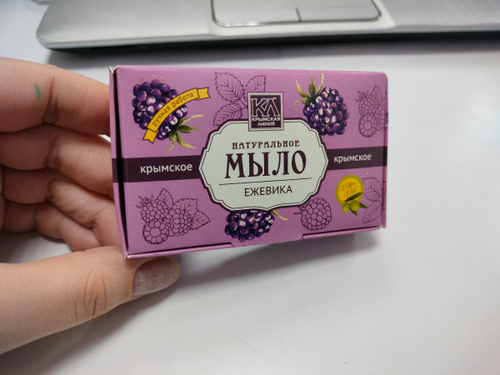 ручная работа
КЛ
КРЫМСКАЯ
ЛИНИЯ
НАТУРАЛЬНОЕ
крымское
МЫЛО
крымское
ЕЖЕВИКА